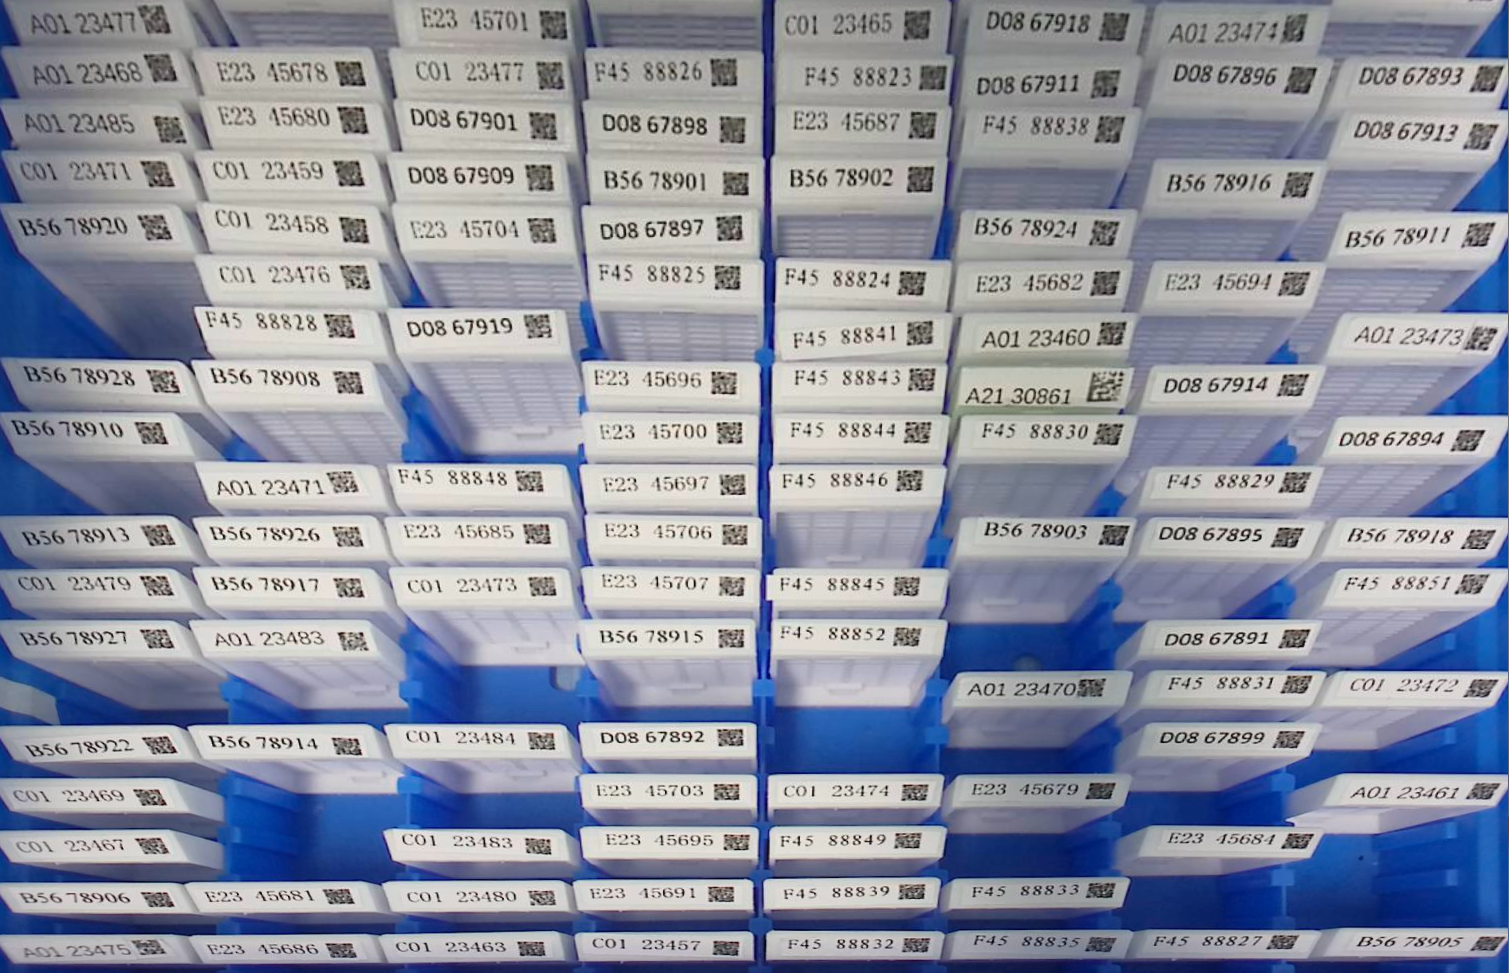 A01 23477
E23 45701
C01 23465
D08 67918
A01 23474
A01 23468
E23 45678
C01 23477
F45 88826
F45 88823
D08 67911
D08 67896
D08 67893
A01 23485
E23 45680
D08 67901
D08 67898
E23 45687
F45 88838
D08 67913
C01 23471
C01 23459
D08 67909
B56 78901
B56 78902
B56 78916
B56 78920
C01 23458
E23 45704
D08 67897
B56 78924
B56 78911
C01 23476
F45 88825
F45 88824
E23 45682
E23 45694
F45 88828
D08 67919
F45 88841
A01 23460
A01 23473
B56 78928
B56 78908
E23 45696
F45 88843
A21 30861
D08 67914
B56 78910
E23 45700
F45 88844
F45 88830
D08 67894
A01 23471
F45 88848
E23 45697
F45 88846
F45 88829
B56 78913
B56 78926
E23 45685
E23 45706
B56 78903
D08 67895
B56 78918
C01 23479
B56 78917
C01 23473
E23 45707
F45 88845
F45 88851
B56 78927
A01 23483
B56 78915
F45 88852
D08 67891
A01 23470
F45 88831
C01 23472
B56 78922
B56 78914
C01 23484
D08 67892
D08 67899
C01 23469
E23 45703
C01 23474
E23 45679
A01 23461
C01 23467
C01 23483
E23 45695
F45 88849
E23 45684
B56 78906
E23 45681
C01 23480
E23 45691
F45 88839
F45 88833
A01 23475
E23 45686
C01 23463
C01 23457
F45 88832
F45 88835
F45 88827
B56 78905